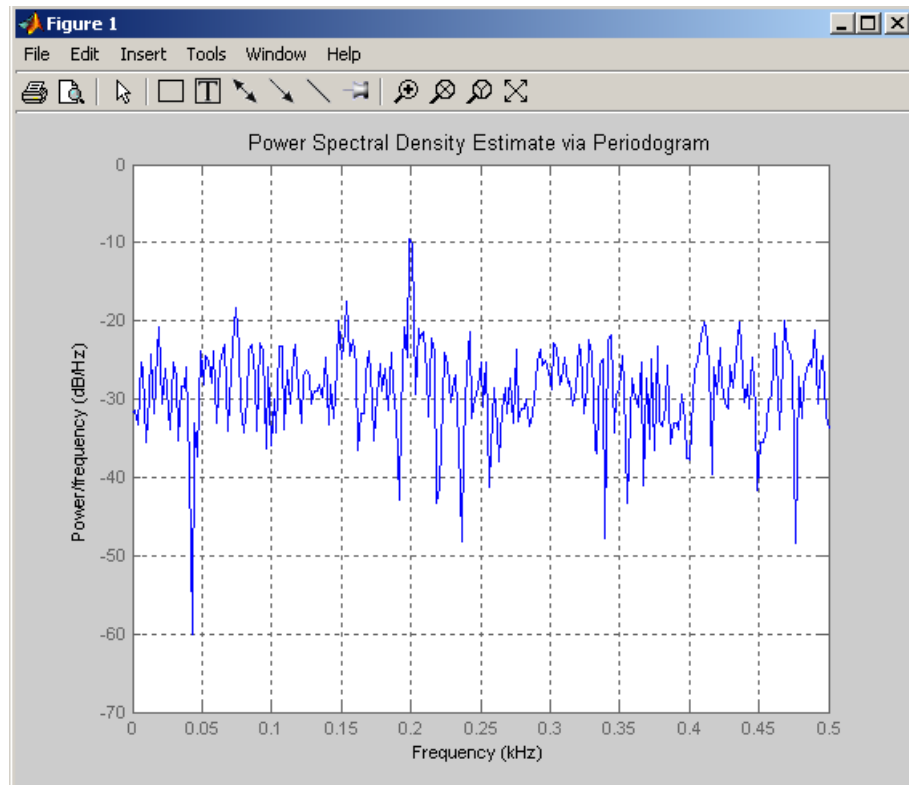 Figure 1
File Edit Insert Tools Window Help
T
Power Spectral Density Estimate via Periodogram
0
-10
-20
-30
-40
-50
-60
-70
Power/frequency (dB/Hz)
0 0.05 0.1 0.15 0.2 0.25 0.3 0.35 0.4 0.45 0.5
Frequency (kHz)